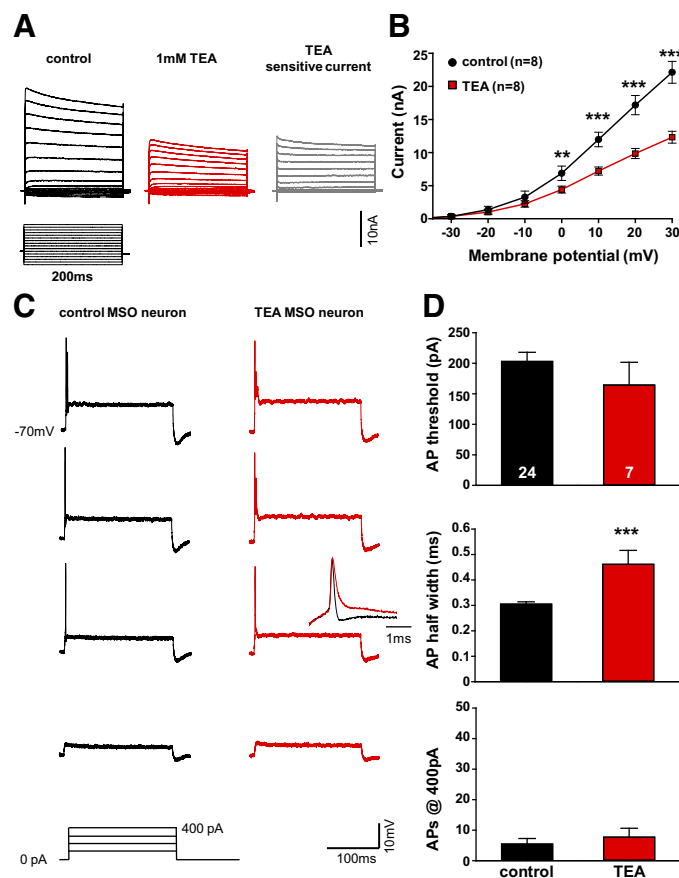 A
control
1mM TEA
TEA
sensitive current
10nA
200ms
B
Current (nA)
25
20
15
10
5
0
control (n=8)
TEA (n=8)
**
***
***
***
-30
-20
-10
0
10
20
30
Membrane potential (mV)
C
control MSO neuron
TEA MSO neuron
-70mV
1ms
400 pA
0 pA
100ms
10mV
D
AP threshold (pA)
250
200
150
100
50
0
24
7
AP half width (ms)
0.6
0.5
0.4
0.3
0.2
0.1
0
***
APs @ 400pA
50
40
30
20
10
0
control
TEA